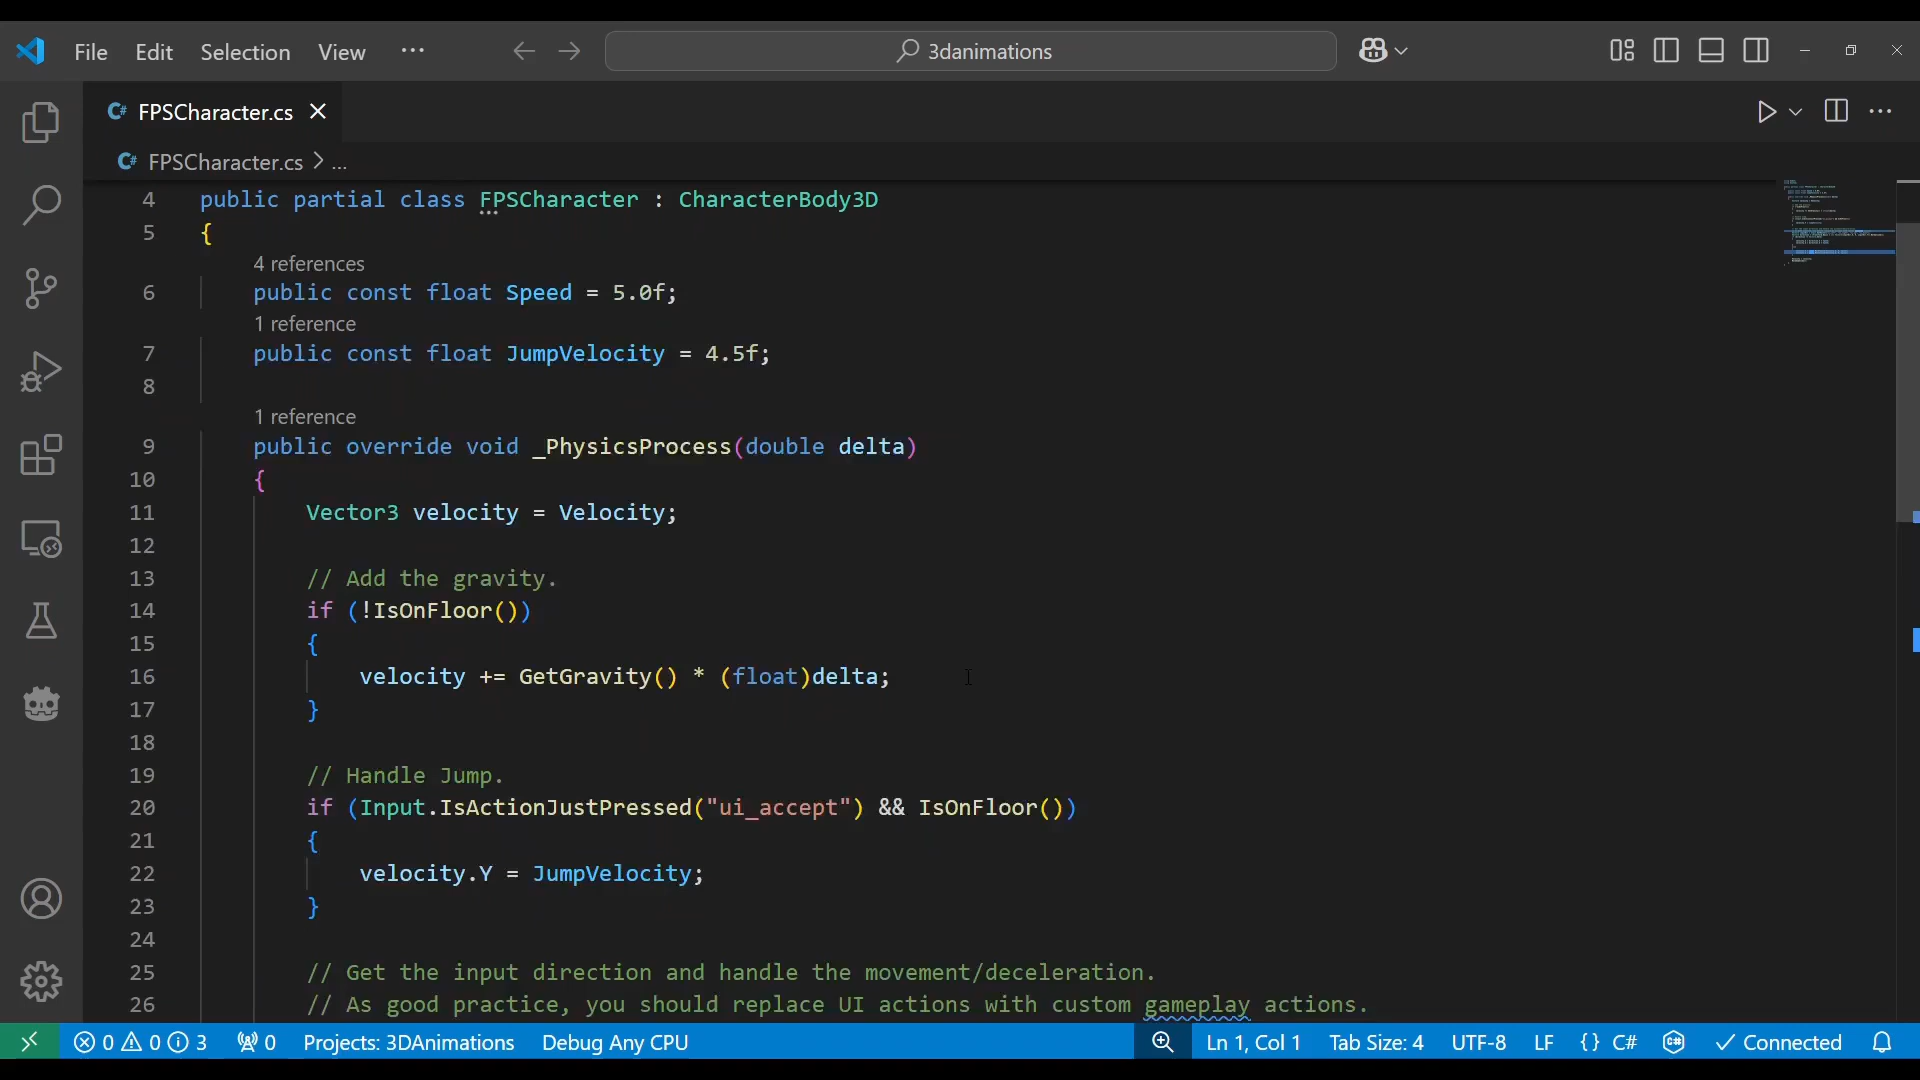 File Edit Selection View ··· 3danimations
FPSCharacter.cs
FPSCharacter.cs > ...
4 public partial class FPSCharacter : CharacterBody3D
5 {
4 references
6 public const float Speed = 5.0f;
1 reference
7 public const float JumpVelocity = 4.5f;
8
1 reference
9 public override void _PhysicsProcess(double delta)
10 {
11 Vector3 velocity = Velocity;
12
13 // Add the gravity.
14 if (!IsOnFloor())
15 {
16 velocity += GetGravity() * (float)delta;
17 }
18
19 // Handle Jump.
20 if (Input.IsActionJustPressed("ui_accept") && IsOnFloor())
21 {
22 velocity.Y = JumpVelocity;
23 }
24
25 // Get the input direction and handle the movement/deceleration.
26 // As good practice, you should replace UI actions with custom gameplay actions.
0 0 3 0 Projects: 3DAnimations Debug Any CPU Ln 1, Col 1 Tab Size: 4 UTF-8 LF {} C# Connected